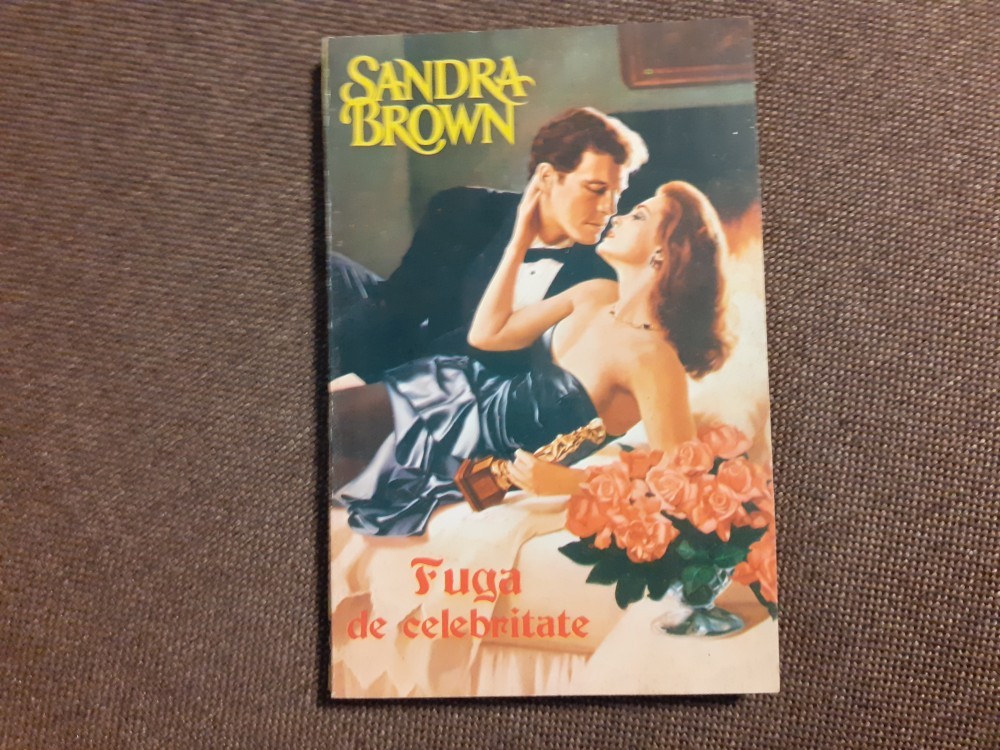 SANDRA
BROWN
Fuga
de celebritate